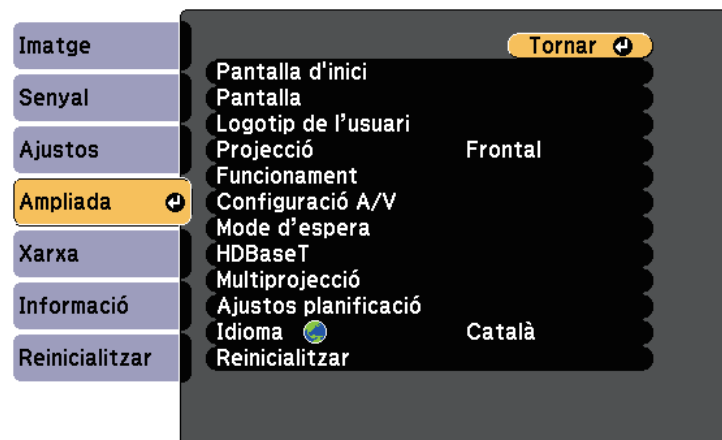 Imatge
Senyal
Ajustos
Ampliada
Xarxa
Informació
Reinicialitzar
Tornar
Pantalla d'inici
Pantalla
Logotip de l’usuari
Projecció Frontal
Funcionament
Configuració A/V
Mode d’espera
HDBaseT
Multiprojecció
Ajustos planificació
Idioma Català
Reinicialitzar